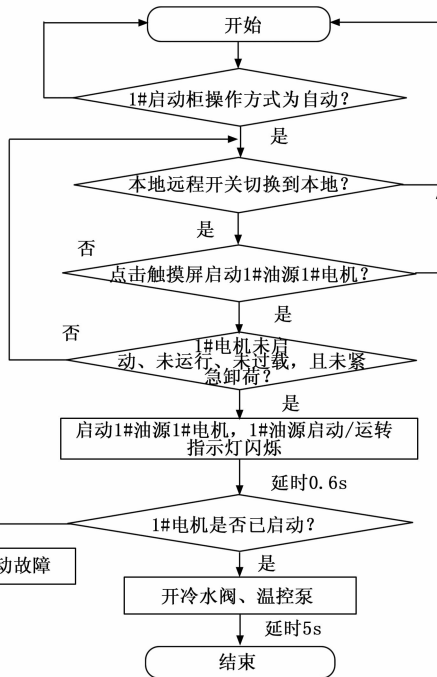 开始
1#启动柜操作方式为自动？
是
本地远程开关切换到本地？
是
否
点击触摸屏启动1#油源1#电机？
是
否
1#电机未启
动、未运行、未过载，且未紧
急卸荷？
是
启动1#油源1#电机，1#油源启动/运转
指示灯闪烁
延时0.6s
1#电机是否已启动？
动故障
是
开冷水阀、温控泵
延时5s
结束